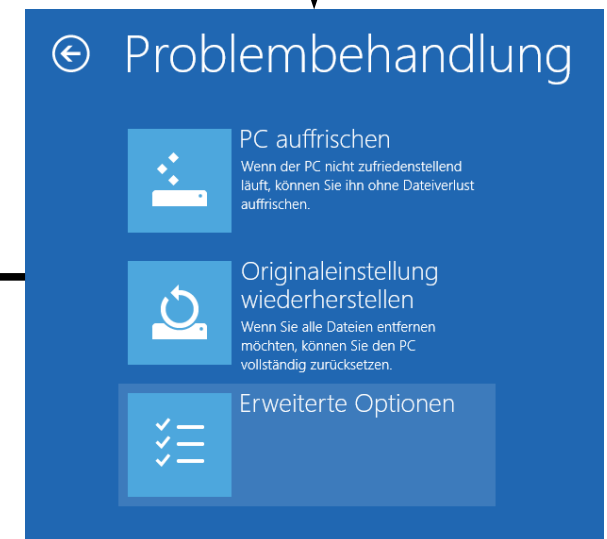 Problembehandlung
PC auffrischen
Wenn der PC nicht zufriedenstellend
läuft, können Sie ihn ohne Dateiverlust
auffrischen.
Originaleinstellung
wiederherstellen
Wenn Sie alle Dateien entfernen
möchten, können Sie den PC
vollständig zurücksetzen.
Erweiterte Optionen